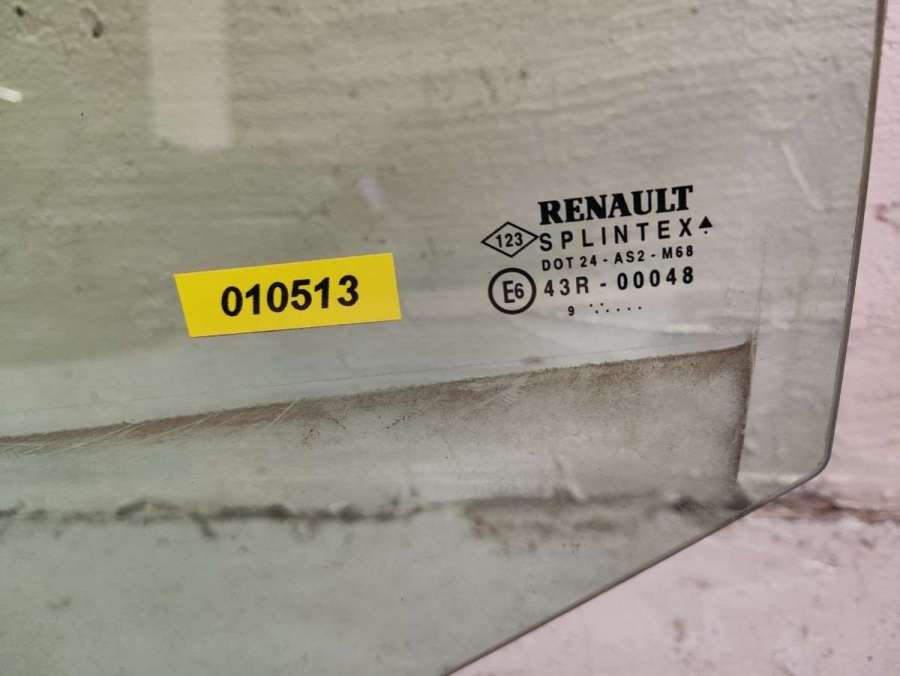 RENAULT
123 SPLINTEX
DOT 24 - AS2 - M68
E6 43R - 00048
9 .. .....
010513